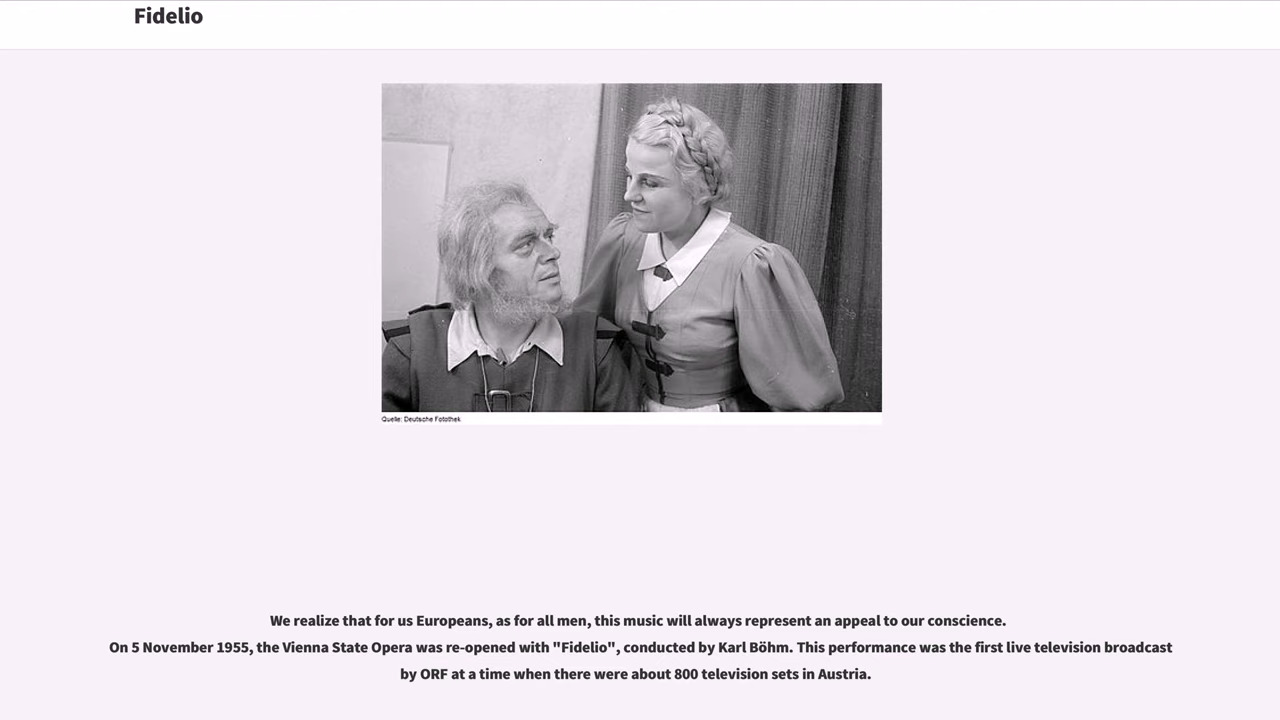 Fidelio
Quelle: Deutsche Fotothek
We realize that for us Europeans, as for all men, this music will always represent an appeal to our conscience.
On 5 November 1955, the Vienna State Opera was re-opened with "Fidelio", conducted by Karl Böhm. This performance was the first live television broadcast
by ORF at a time when there were about 800 television sets in Austria.